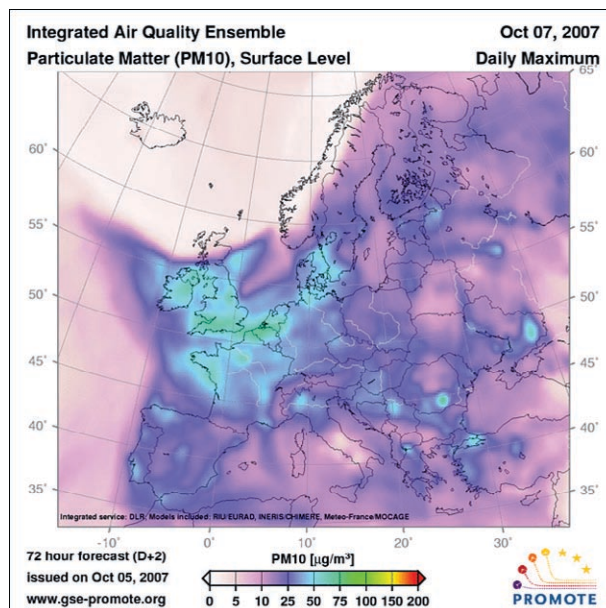 Integrated Air Quality Ensemble
Oct 07, 2007
Particulate Matter (PM10), Surface Level
Daily Maximum
65°
60°
60°
55°
55°
50°
50°
45°
45°
40°
40°
35°
35°
Integrated service: DLR; Models included: RIU/EURAD, INERIS/CHIMERE, Meteo-France/MOCAGE
-10° 0° 10° 20° 30°
72 hour forecast (D+2)
issued on Oct 05, 2007
www.gse-promote.org
PM10 [µg/m³]
0 5 10 25 50 75 100 150 200
PROMOTE